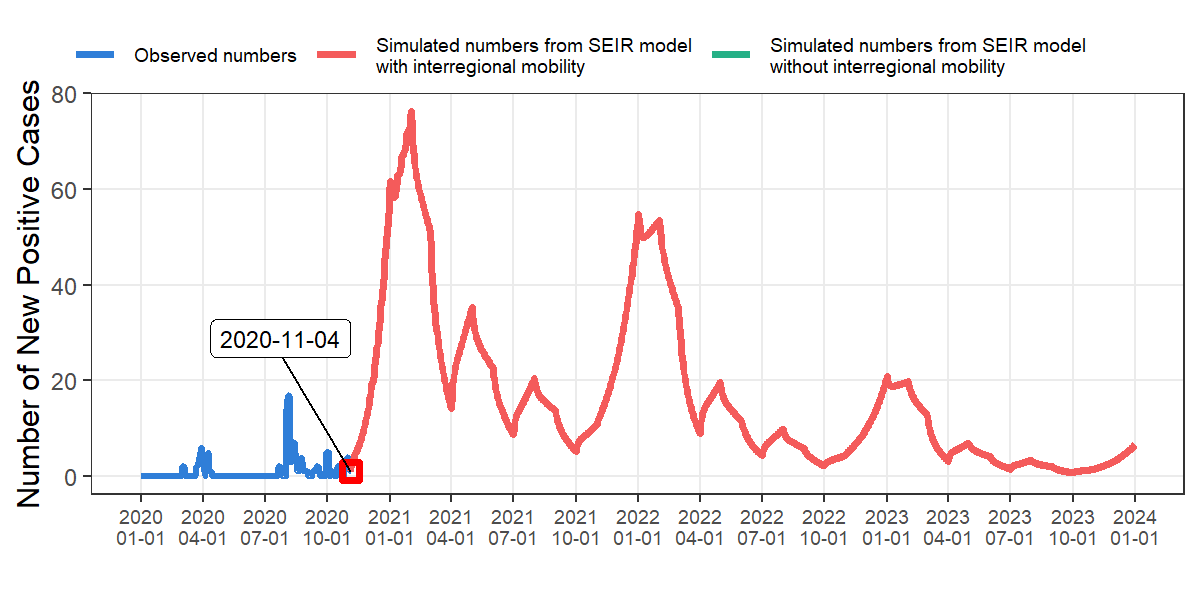 Observed numbers
Simulated numbers from SEIR model
with interregional mobility
Simulated numbers from SEIR model
without interregional mobility
Number of New Positive Cases
80
60
40
20
0
2020-11-04
2020 2020 2020 2020 2021 2021 2021 2021 2022 2022 2022 2022 2023 2023 2023 2023 2024
01-01 04-01 07-01 10-01 01-01 04-01 07-01 10-01 01-01 04-01 07-01 10-01 01-01 04-01 07-01 10-01 01-01